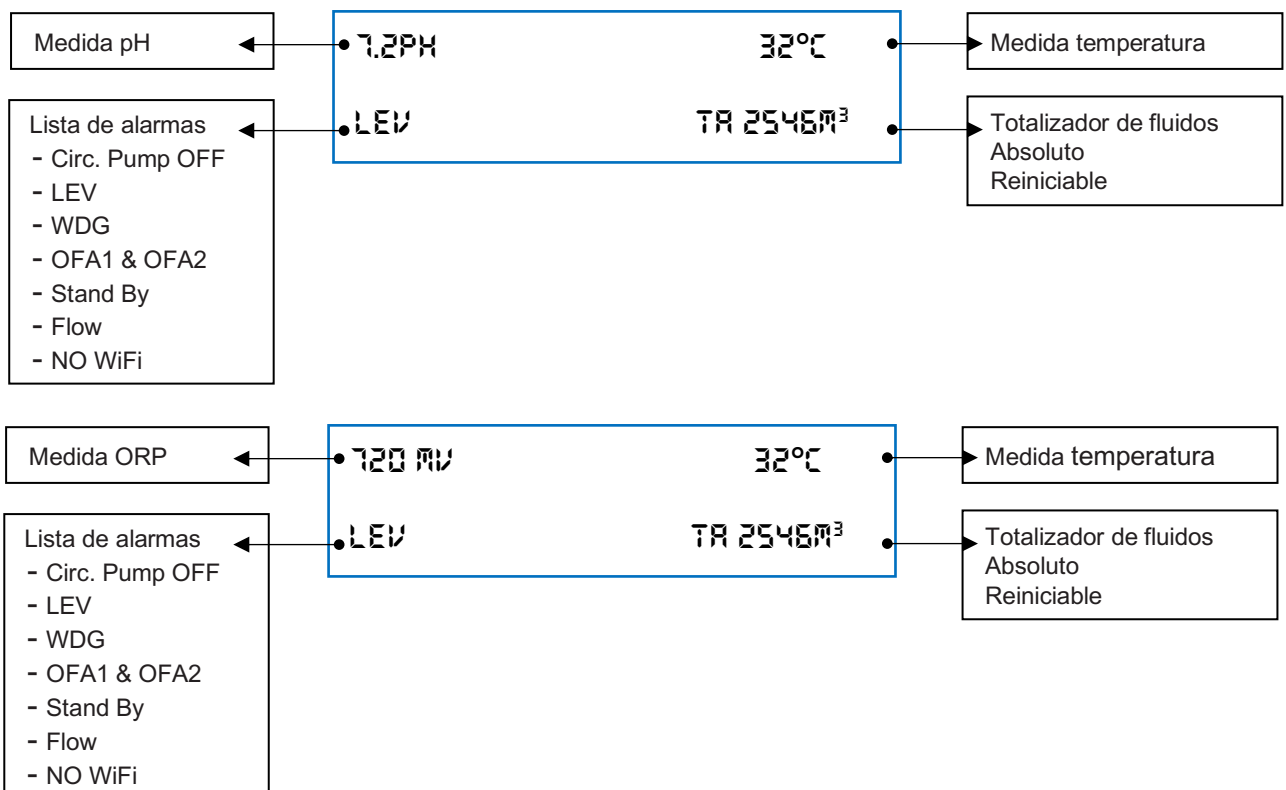 Medida pH
7.2PH
32°C
Medida temperatura
Lista de alarmas
- Circ. Pump OFF
- LEV
- WDG
- OFA1 & OFA2
- Stand By
- Flow
- NO WiFi
LEV
TA 2546M³
Totalizador de fluidos
Absoluto
Reiniciable
Medida ORP
720 MV
32°C
Medida temperatura
Lista de alarmas
- Circ. Pump OFF
- LEV
- WDG
- OFA1 & OFA2
- Stand By
- Flow
- NO WiFi
LEV
TA 2546M³
Totalizador de fluidos
Absoluto
Reiniciable